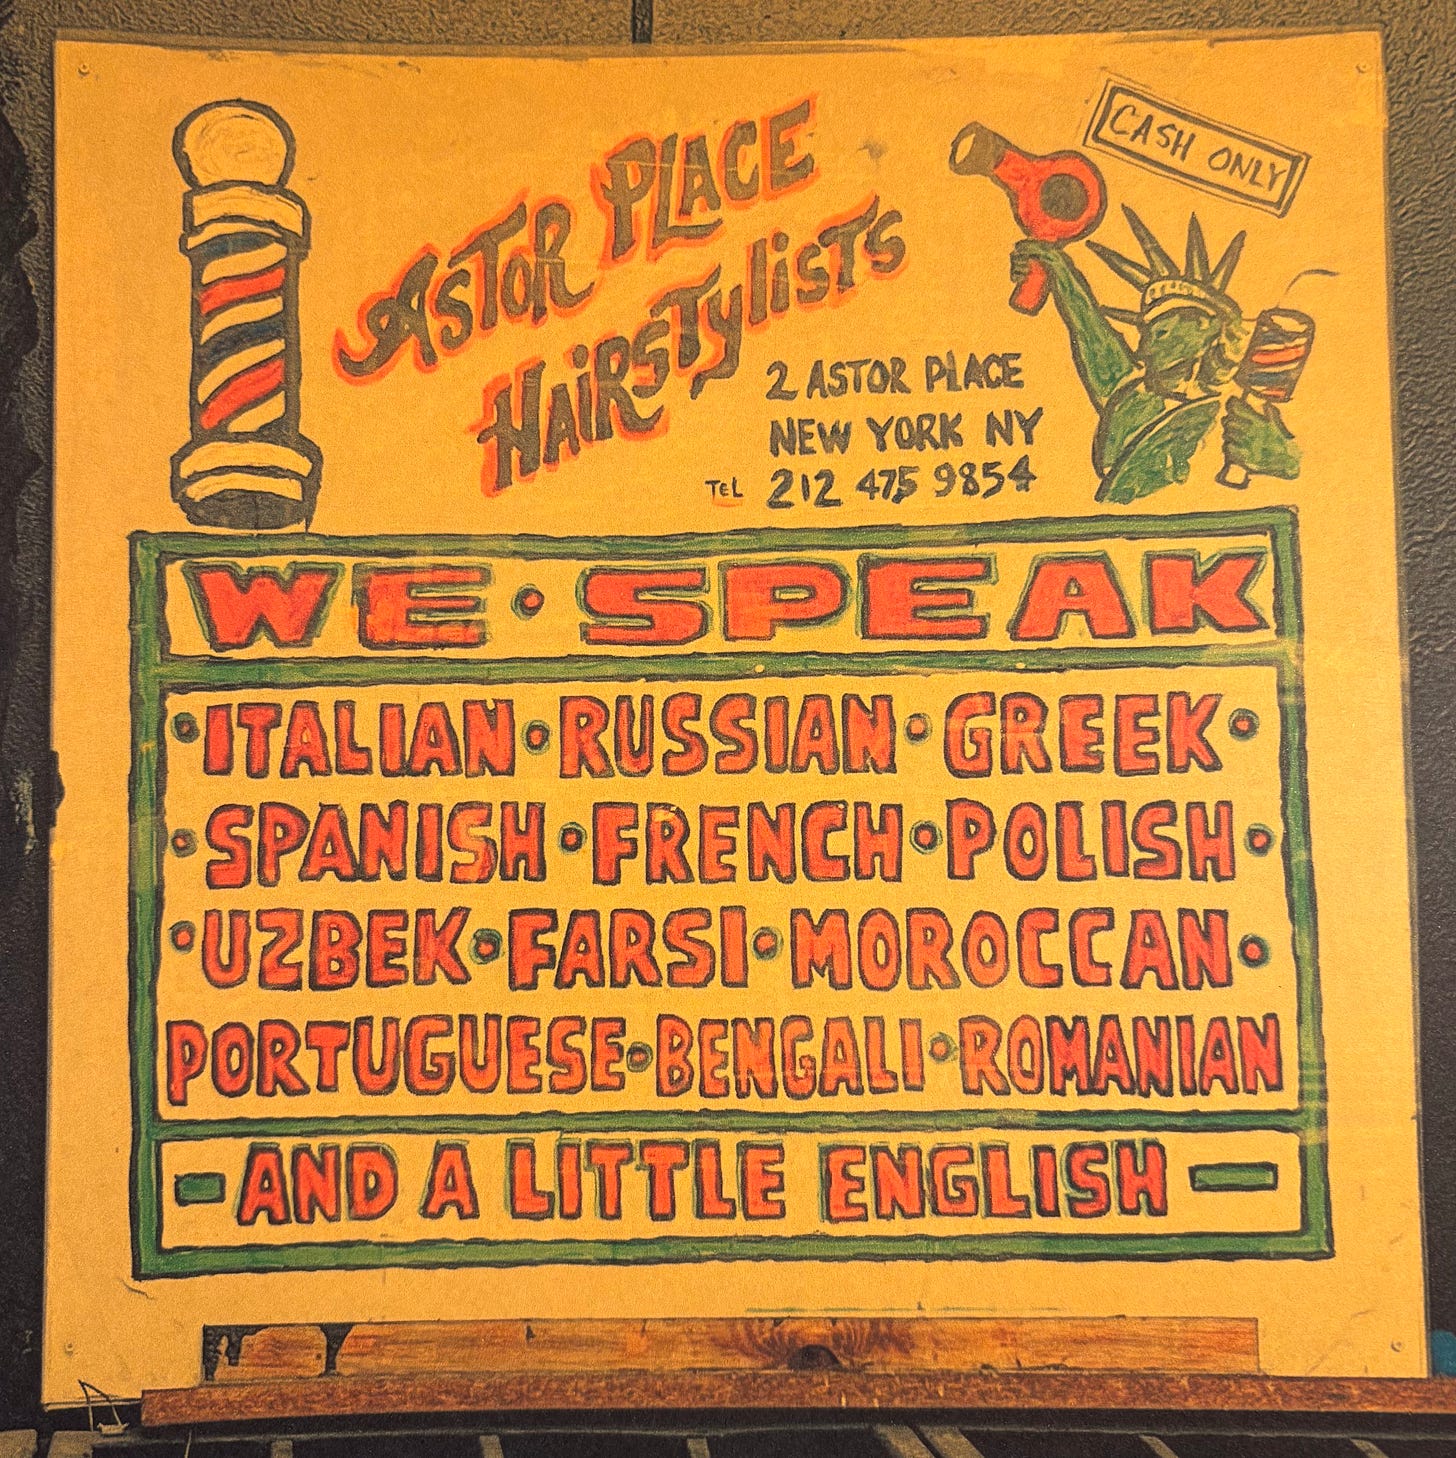 CASH ONLY
ASTOR PLACE
HAIRSTYLISTS
2 ASTOR PLACE
NEW YORK NY
TEL 212 475 9854
WE • SPEAK
• ITALIAN • RUSSIAN • GREEK •
• SPANISH • FRENCH • POLISH •
• UZBEK • FARSI • MOROCCAN •
PORTUGUESE • BENGALI • ROMANIAN
– AND A LITTLE ENGLISH –